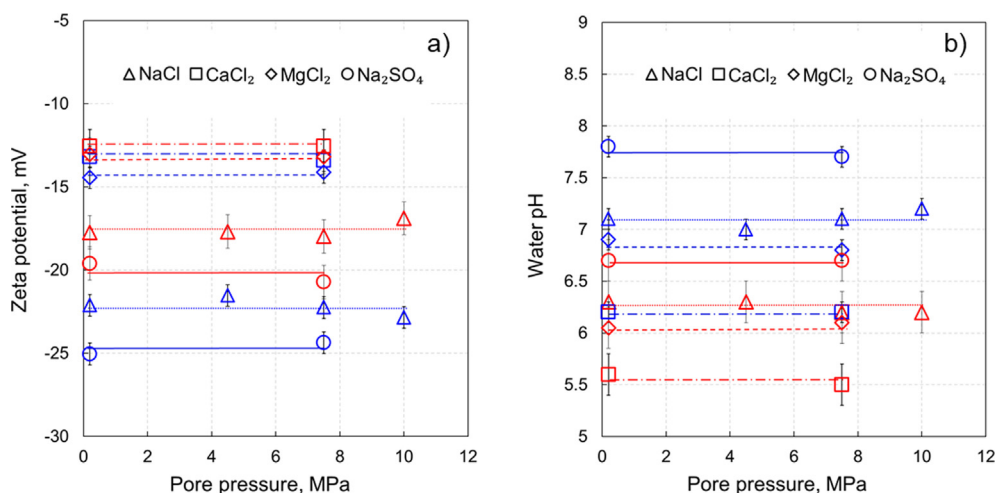 a)
NaCl CaCl₂ MgCl₂ Na₂SO₄
Zeta potential, mV
-5
-10
-15
-20
-25
-30
0 2 4 6 8 10 12
Pore pressure, MPa
b)
NaCl CaCl₂ MgCl₂ Na₂SO₄
Water pH
9
8.5
8
7.5
7
6.5
6
5.5
5
0 2 4 6 8 10 12
Pore pressure, MPa